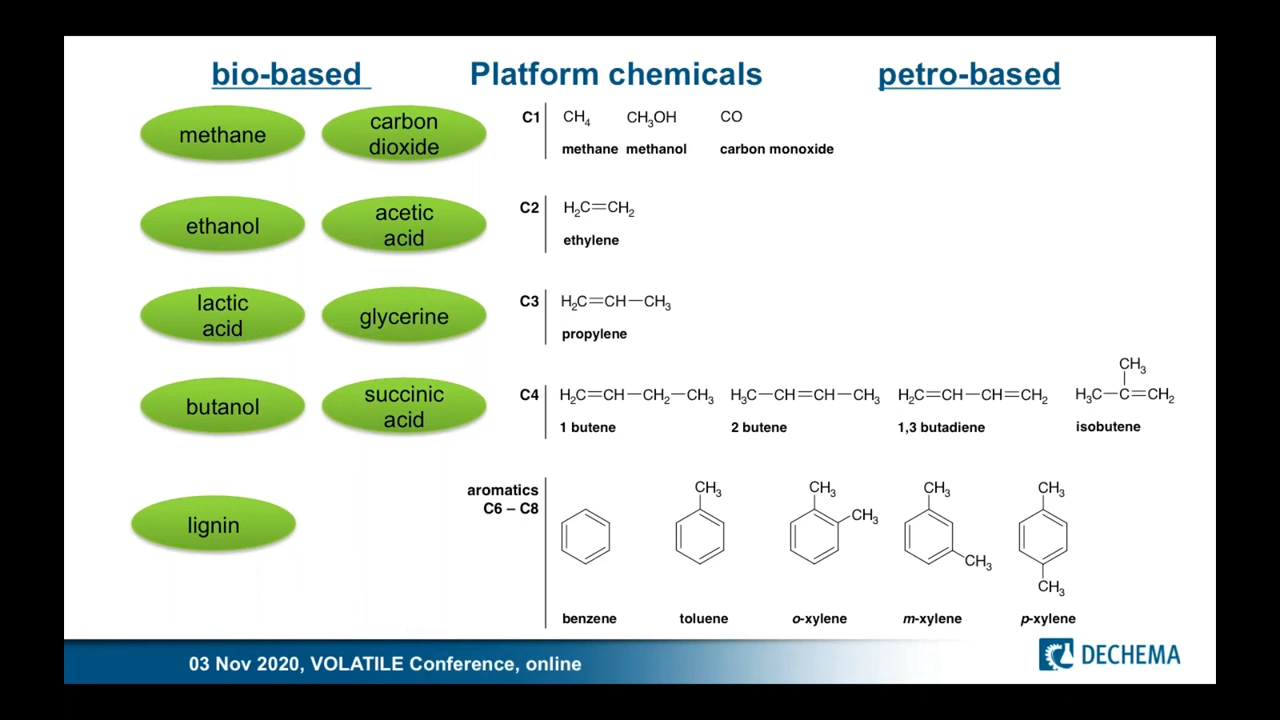 bio-based
Platform chemicals
petro-based
methane
carbon
dioxide
C1
CH₄
CH₃OH
CO
methane
methanol
carbon monoxide
ethanol
acetic
acid
C2
H₂C=CH₂
ethylene
lactic
acid
glycerine
C3
H₂C=CH—CH₃
propylene
butanol
succinic
acid
C4
H₂C=CH—CH₂—CH₃
H₃C—CH=CH—CH₃
H₂C=CH—CH=CH₂
CH₃
H₃C—C=CH₂
1 butene
2 butene
1,3 butadiene
isobutene
lignin
aromatics
C6 – C8
CH₃
CH₃
CH₃
CH₃
CH₃
CH₃
CH₃
benzene
toluene
o-xylene
m-xylene
p-xylene
03 Nov 2020, VOLATILE Conference, online
DECHEMA